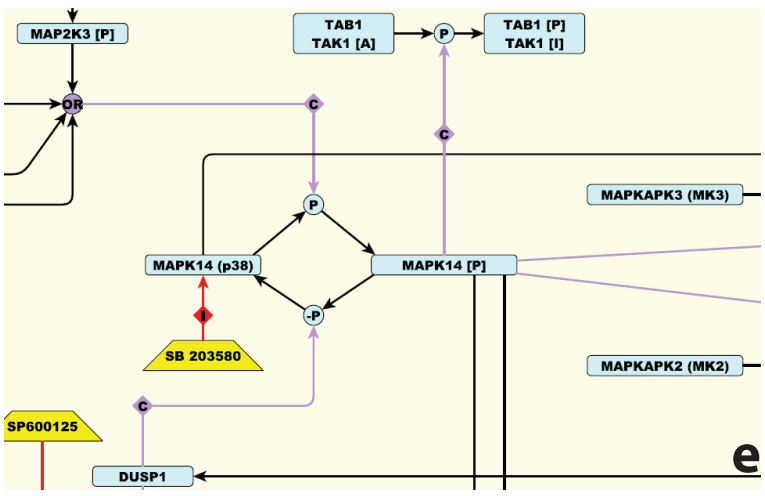 TAB1
TAK1 [A]
P
TAB1 [P]
TAK1 [I]
MAP2K3 [P]
OR
C
C
MAPKAPK3 (MK3)
P
MAPK14 (p38)
MAPK14 [P]
I
-P
SB 203580
MAPKAPK2 (MK2)
C
SP600125
e
DUSP1